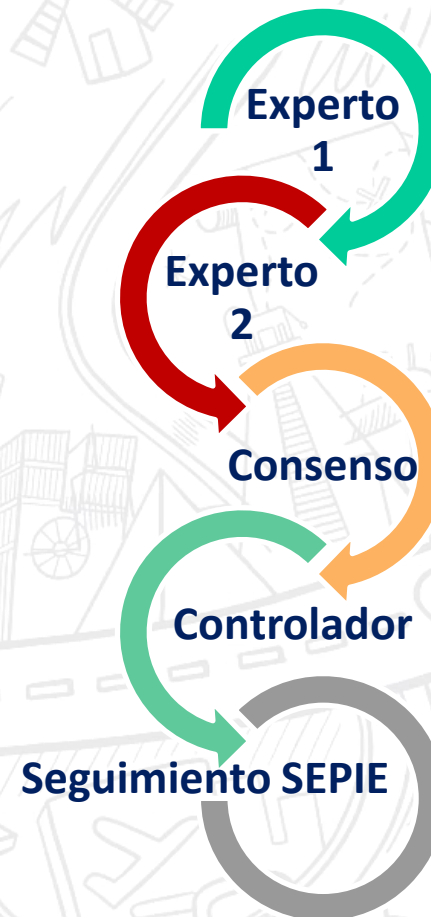 Experto
1
Experto
2
Consenso
Controlador
Seguimiento SEPIE